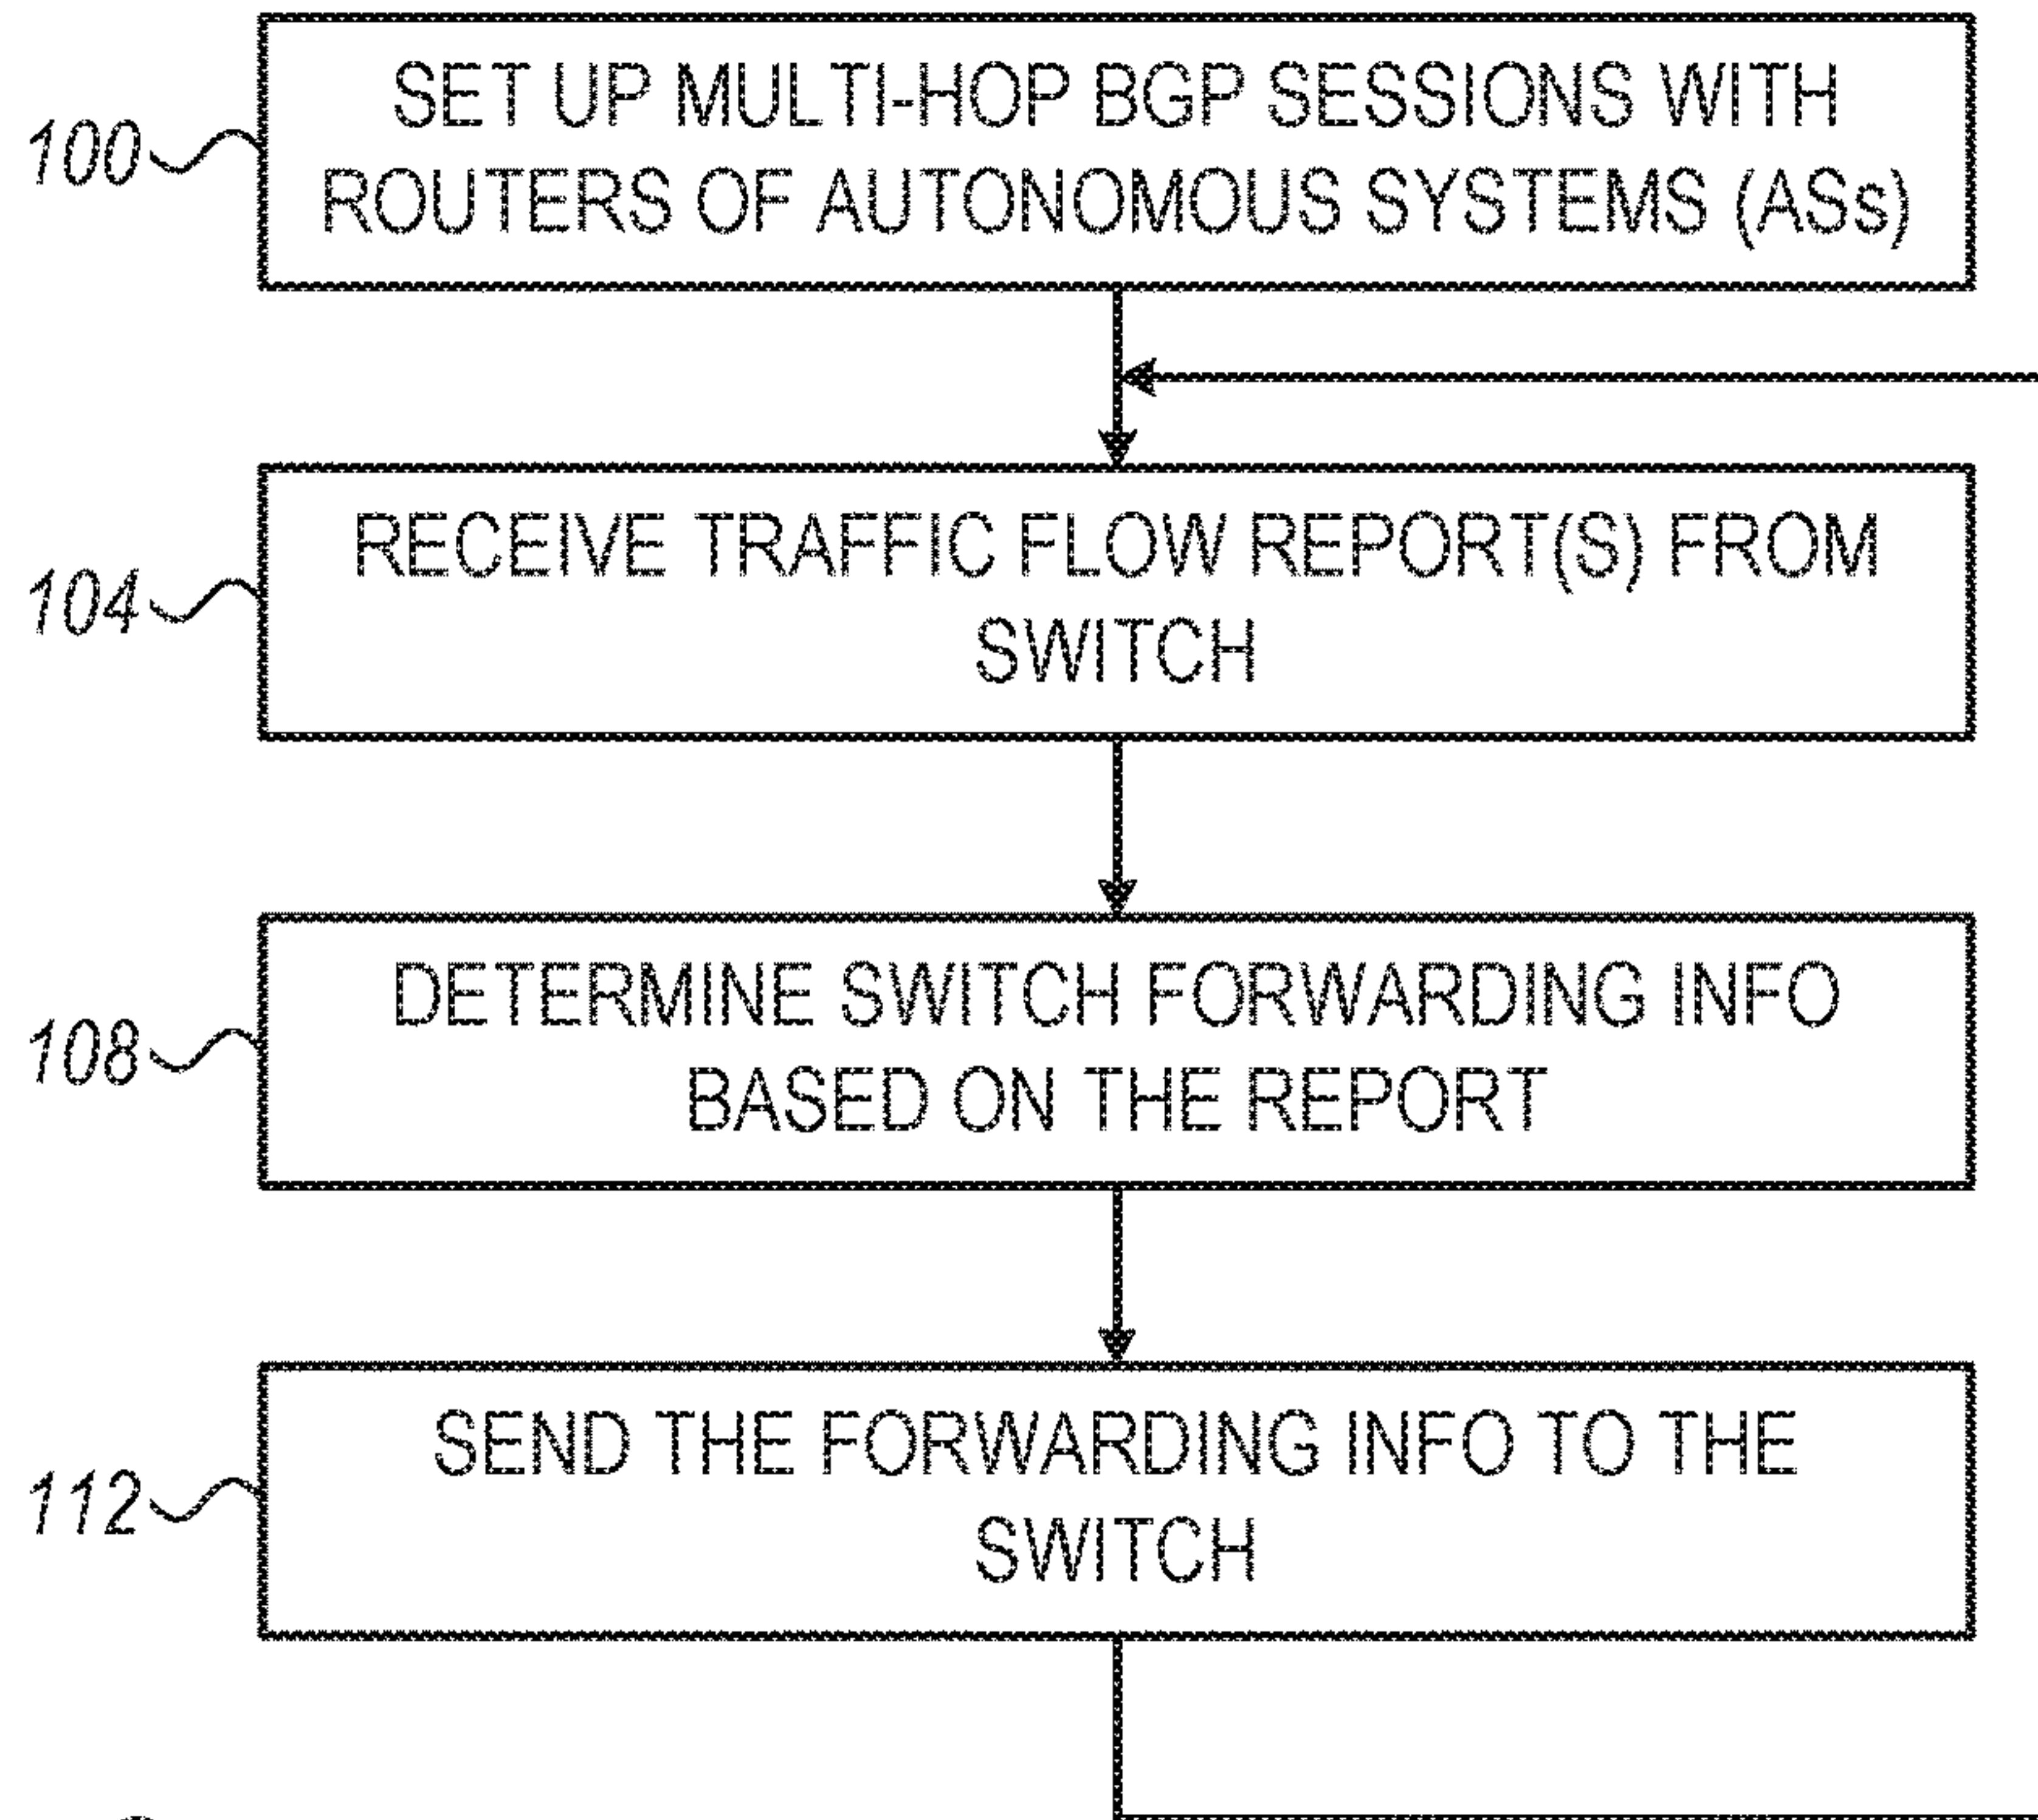 100
SET UP MULTI-HOP BGP SESSIONS WITH
ROUTERS OF AUTONOMOUS SYSTEMS (ASs)
104
RECEIVE TRAFFIC FLOW REPORT(S) FROM
SWITCH
108
DETERMINE SWITCH FORWARDING INFO
BASED ON THE REPORT
112
SEND THE FORWARDING INFO TO THE
SWITCH